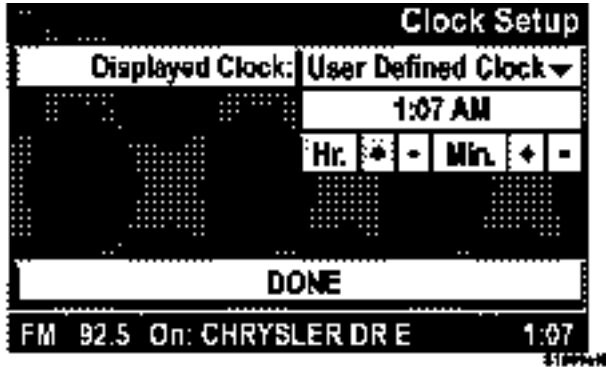 Clock Setup
Displayed Clock: User Defined Clock
1:07 AM
Hr. + - Min. + -
DONE
FM 92.5 On: CHRYSLER DR E 1:07